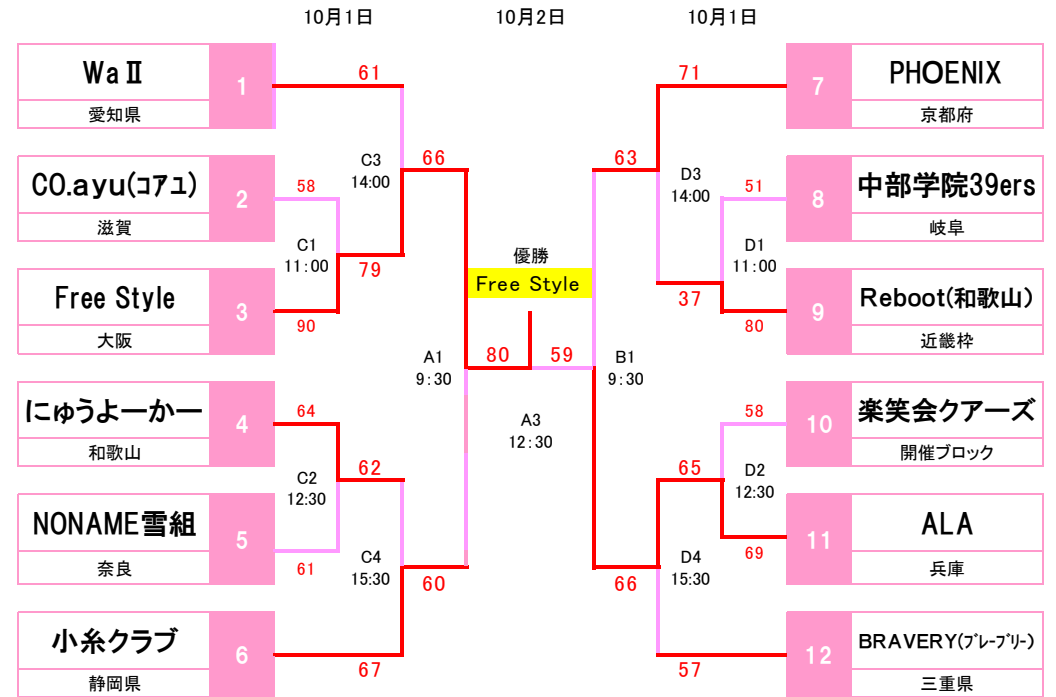 10月1日
10月2日
10月1日
Wa Ⅱ
愛知県
1
61
71
7
PHOENIX
京都府
C3
14:00
66
63
D3
14:00
CO.ayu(コアユ)
滋賀
2
58
51
8
中部学院39ers
岐阜
C1
11:00
79
優勝
Free Style
37
D1
11:00
Free Style
大阪
3
90
80
9
Reboot(和歌山)
近畿枠
A1
9:30
80
59
B1
9:30
A3
12:30
にゅうよーかー
和歌山
4
64
58
10
楽笑会クアーズ
開催ブロック
C2
12:30
62
65
D2
12:30
NONAME雪組
奈良
5
61
69
11
ALA
兵庫
C4
15:30
60
66
D4
15:30
小糸クラブ
静岡県
6
67
57
12
BRAVERY(ブレーブリー)
三重県